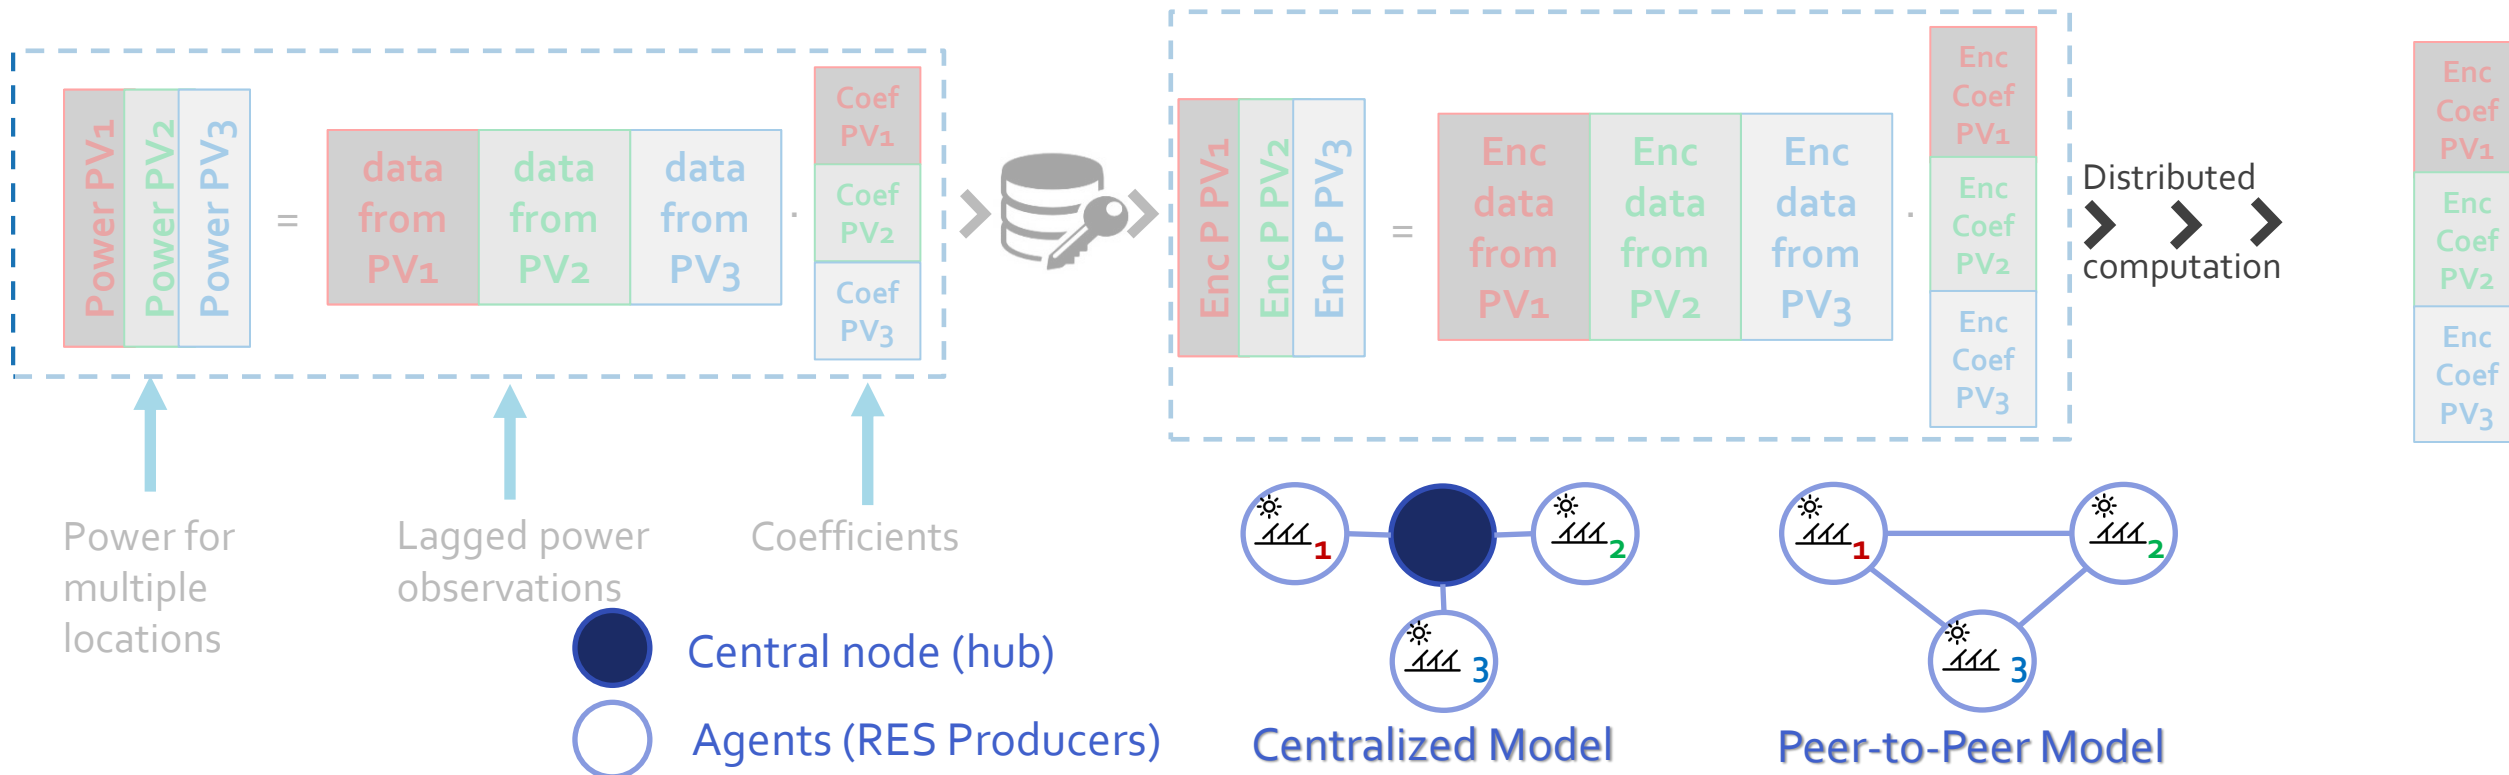 Power PV1
Power PV2
Power PV3
=
data
from
PV1
data
from
PV2
data
from
PV3
·
Coef
PV1
Coef
PV2
Coef
PV3
Enc P PV1
Enc P PV2
Enc P PV3
=
Enc
data
from
PV1
Enc
data
from
PV2
Enc
data
from
PV3
·
Enc
Coef
PV1
Enc
Coef
PV2
Enc
Coef
PV3
Distributed
computation
Enc
Coef
PV1
Enc
Coef
PV2
Enc
Coef
PV3
Power for
multiple
locations
Lagged power
observations
Coefficients
Central node (hub)
Agents (RES Producers)
1
2
3
Centralized Model
1
2
3
Peer-to-Peer Model